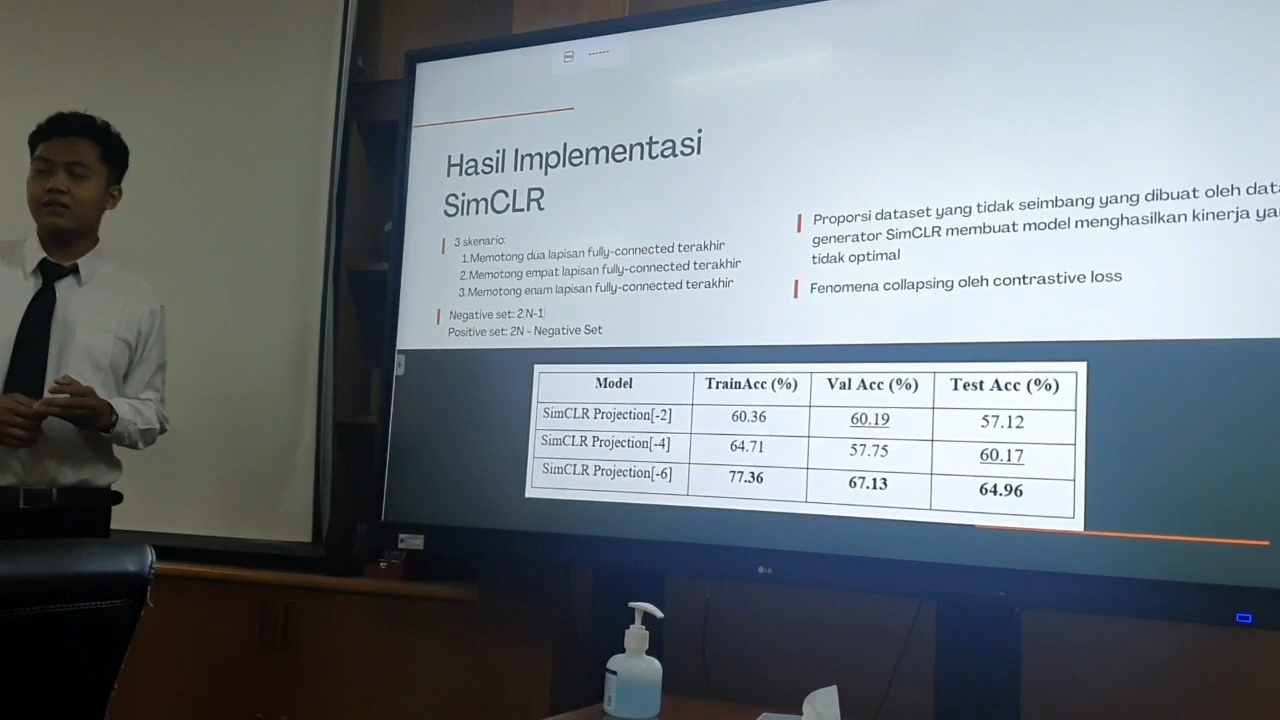 Hasil Implementasi
SimCLR
3 skenario:
1.Memotong dua lapisan fully-connected terakhir
2.Memotong empat lapisan fully-connected terakhir
3.Memotong enam lapisan fully-connected terakhir
Negative set: 2(N-1)
Positive set: 2N - Negative Set
Proporsi dataset yang tidak seimbang yang dibuat oleh data
generator SimCLR membuat model menghasilkan kinerja ya
tidak optimal
Fenomena collapsing oleh contrastive loss
Model TrainAcc (%) Val Acc (%) Test Acc (%)
SimCLR Projection[-2] 60.36 60.19 57.12
SimCLR Projection[-4] 64.71 57.75 60.17
SimCLR Projection[-6] 77.36 67.13 64.96
LG